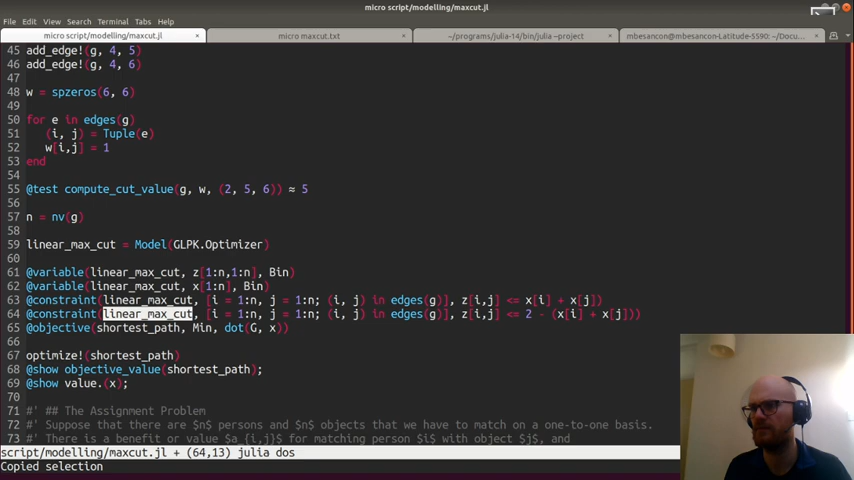 micro script/modelling/maxcut.jl
File Edit View Search Terminal Tabs Help
micro script/modelling/maxcut.jl × micro maxcut.txt × ~/programs/julia-14/bin/julia --project × mbesancon@mbesancon-Latitude-5590: ~/Docu... ×
45 add_edge!(g, 4, 5)
46 add_edge!(g, 4, 6)
47
48 w = spzeros(6, 6)
49
50 for e in edges(g)
51 (i, j) = Tuple(e)
52 w[i,j] = 1
53 end
54
55 @test compute_cut_value(g, w, (2, 5, 6)) ≈ 5
56
57 n = nv(g)
58
59 linear_max_cut = Model(GLPK.Optimizer)
60
61 @variable(linear_max_cut, z[1:n,1:n], Bin)
62 @variable(linear_max_cut, x[1:n], Bin)
63 @constraint(linear_max_cut, [i = 1:n, j = 1:n; (i, j) in edges(g)], z[i,j] <= x[i] + x[j])
64 @constraint(linear_max_cut, [i = 1:n, j = 1:n; (i, j) in edges(g)], z[i,j] <= 2 - (x[i] + x[j]))
65 @objective(shortest_path, Min, dot(G, x))
66
67 optimize!(shortest_path)
68 @show objective_value(shortest_path);
69 @show value.(x);
70
71 #' ## The Assignment Problem
72 #' Suppose that there are $n$ persons and $n$ objects that we have to match on a one-to-one basis.
73 #' There is a benefit or value $a_{i,j}$ for matching person $i$ with object $j$, and
script/modelling/maxcut.jl + (64,13) julia dos
Copied selection